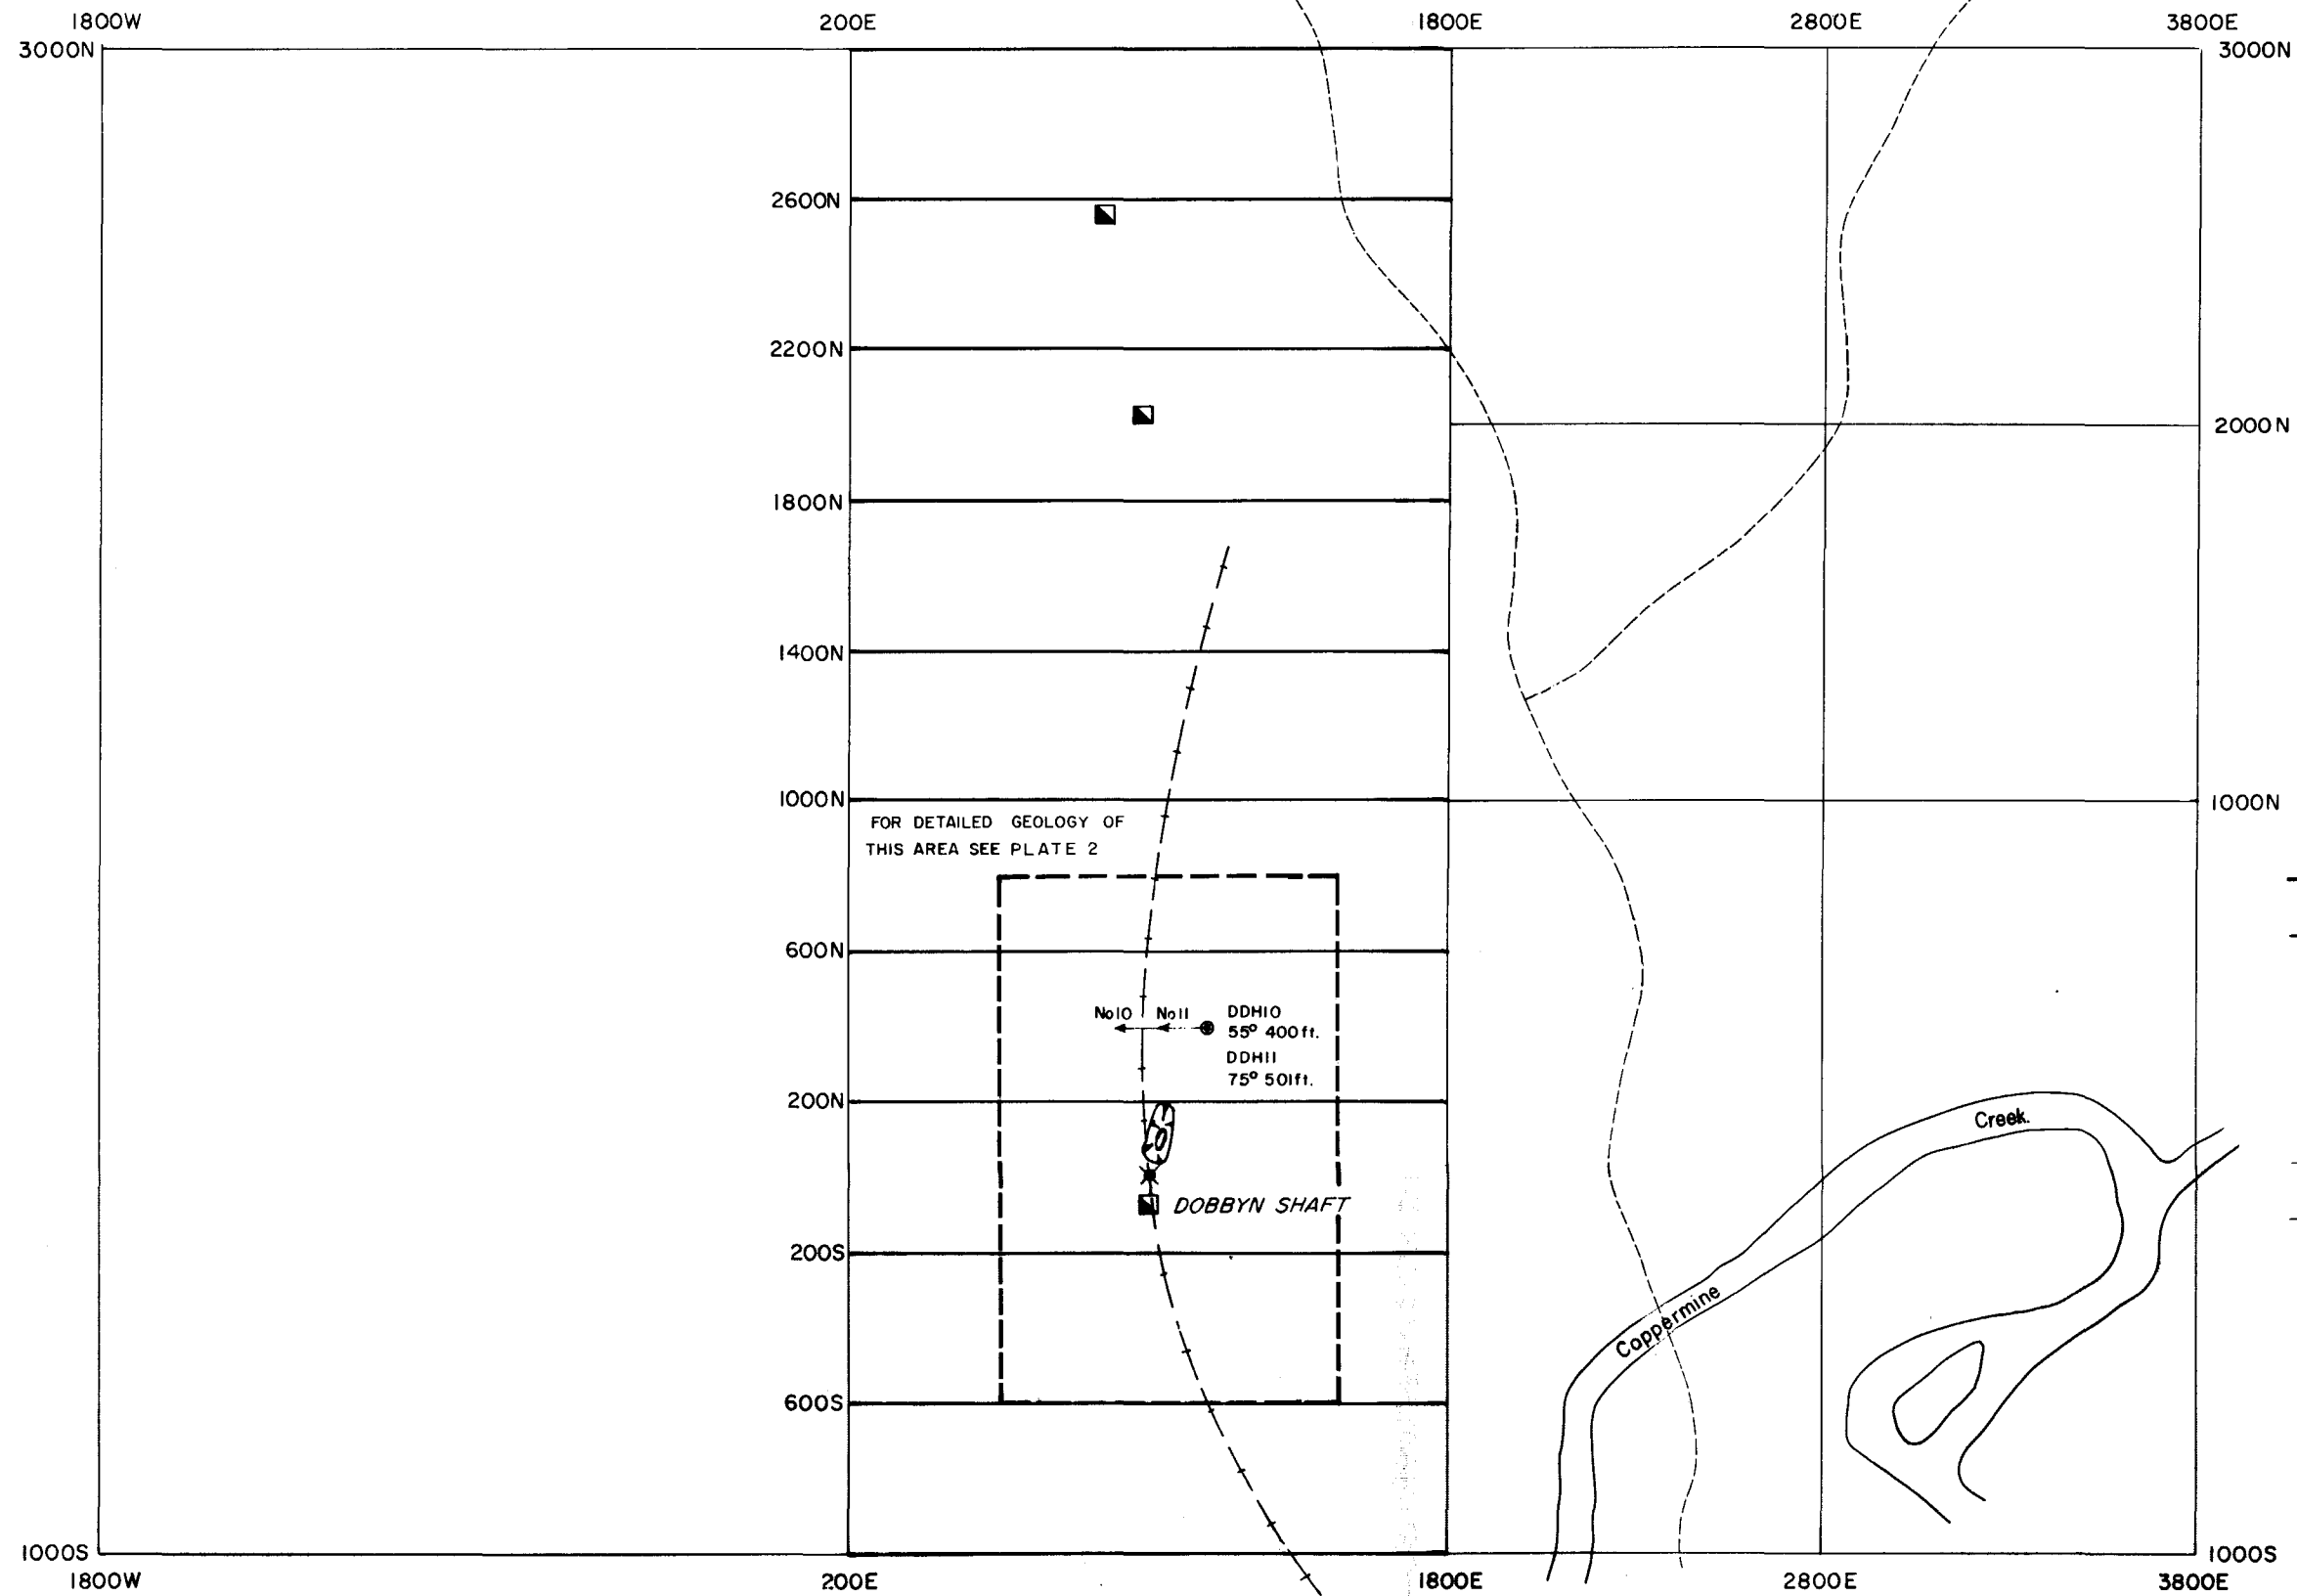 1800W 200E 1800E 2800E 3800E
3000N 3000N
2600N
2200N
2000N
1800N
1400N
1000N 1000N
FOR DETAILED GEOLOGY OF
THIS AREA SEE PLATE 2
600N
No10 No11 DDH10
55° 400ft.
DDH11
75° 501ft.
200N
Creek.
DOBBYN SHAFT
200S
Coppermine
600S
1000S 1000S
1800W 200E 1800E 2800E 3800E